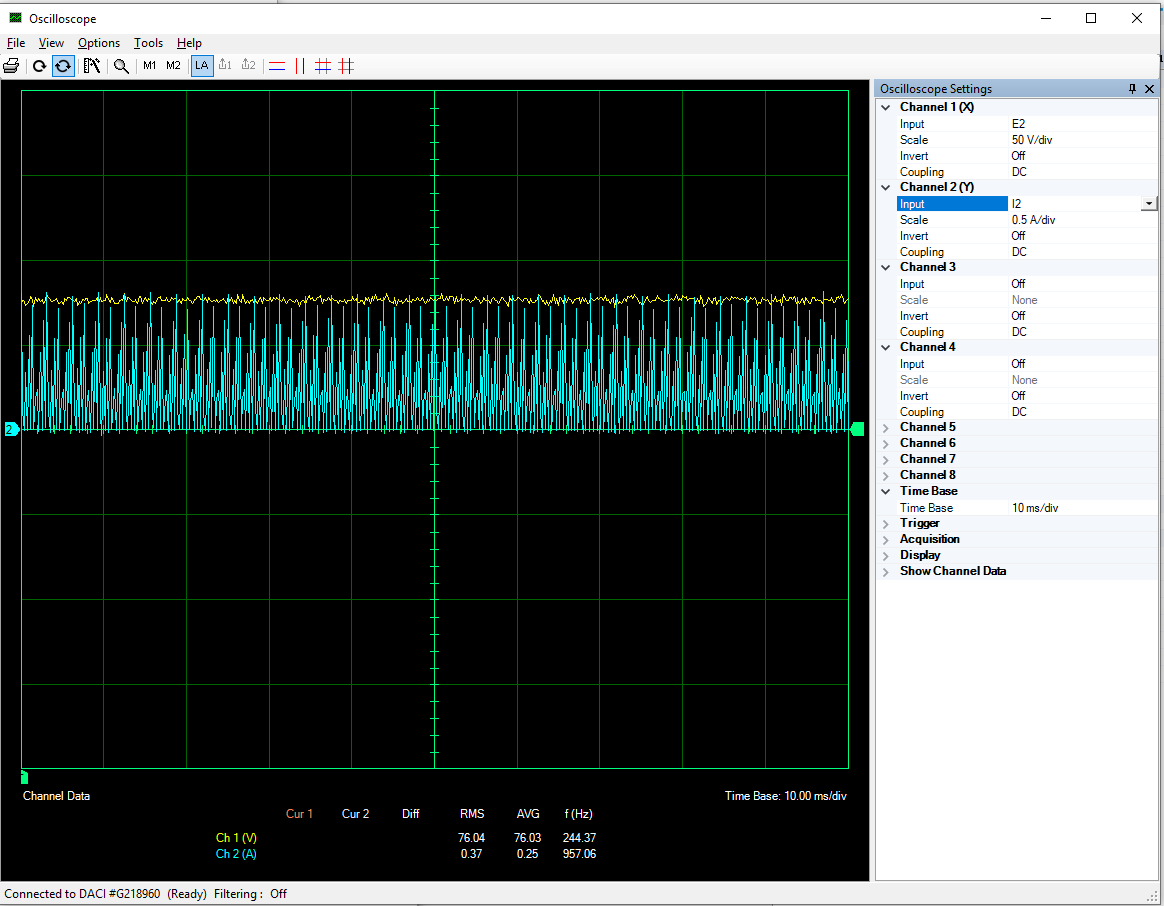 Oscilloscope
File View Options Tools Help
M1 M2 LA 1 2
Oscilloscope Settings
Channel 1 (X)
Input E2
Scale 50 V/div
Invert Off
Coupling DC
Channel 2 (Y)
Input I2
Scale 0.5 A/div
Invert Off
Coupling DC
Channel 3
Input Off
Scale None
Invert Off
Coupling DC
Channel 4
Input Off
Scale None
Invert Off
Coupling DC
Channel 5
Channel 6
Channel 7
Channel 8
Time Base
Time Base 10 ms/div
Trigger
Acquisition
Display
Show Channel Data
2
Channel Data Time Base: 10.00 ms/div
Cur 1 Cur 2 Diff RMS AVG f (Hz)
Ch 1 (V) 76.04 76.03 244.37
Ch 2 (A) 0.37 0.25 957.06
Connected to DACI #G218960 (Ready) Filtering : Off